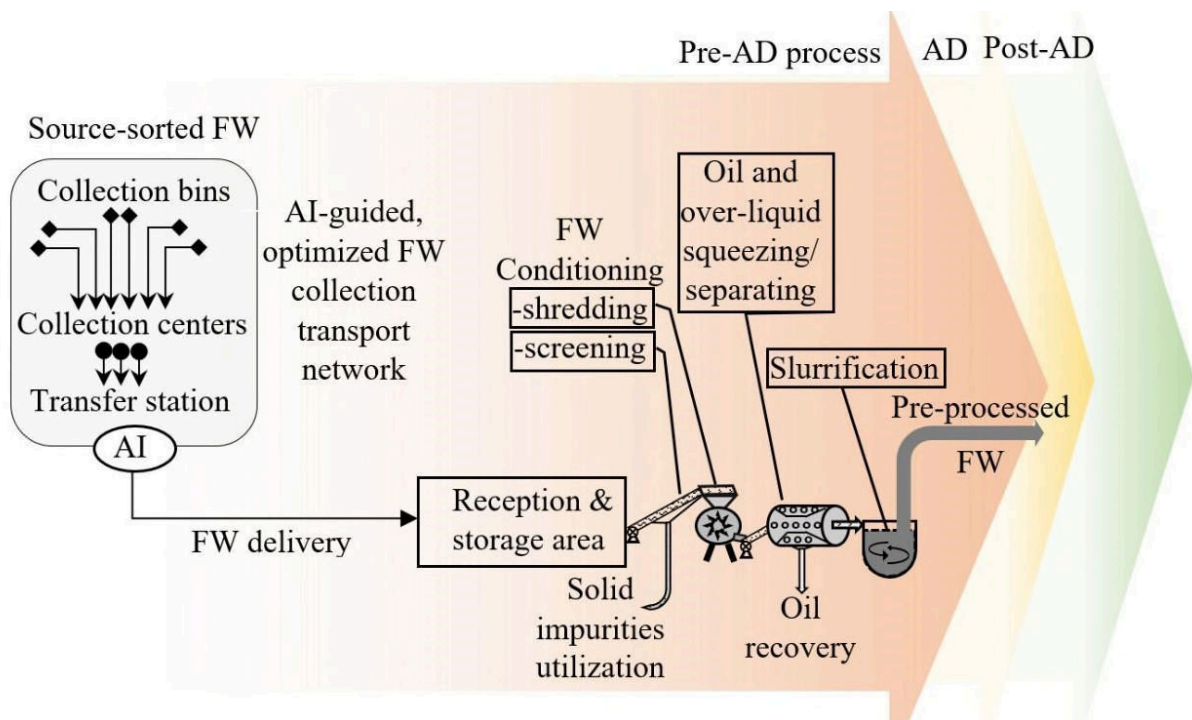 Pre-AD process
AD
Post-AD
Source-sorted FW
Collection bins
Collection centers
Transfer station
AI
AI-guided,
optimized FW
collection
transport
network
FW delivery
Reception &
storage area
FW
Conditioning
-shredding
-screening
Solid
impurities
utilization
Oil and
over-liquid
squeezing/
separating
Oil
recovery
Slurrification
Pre-processed
FW